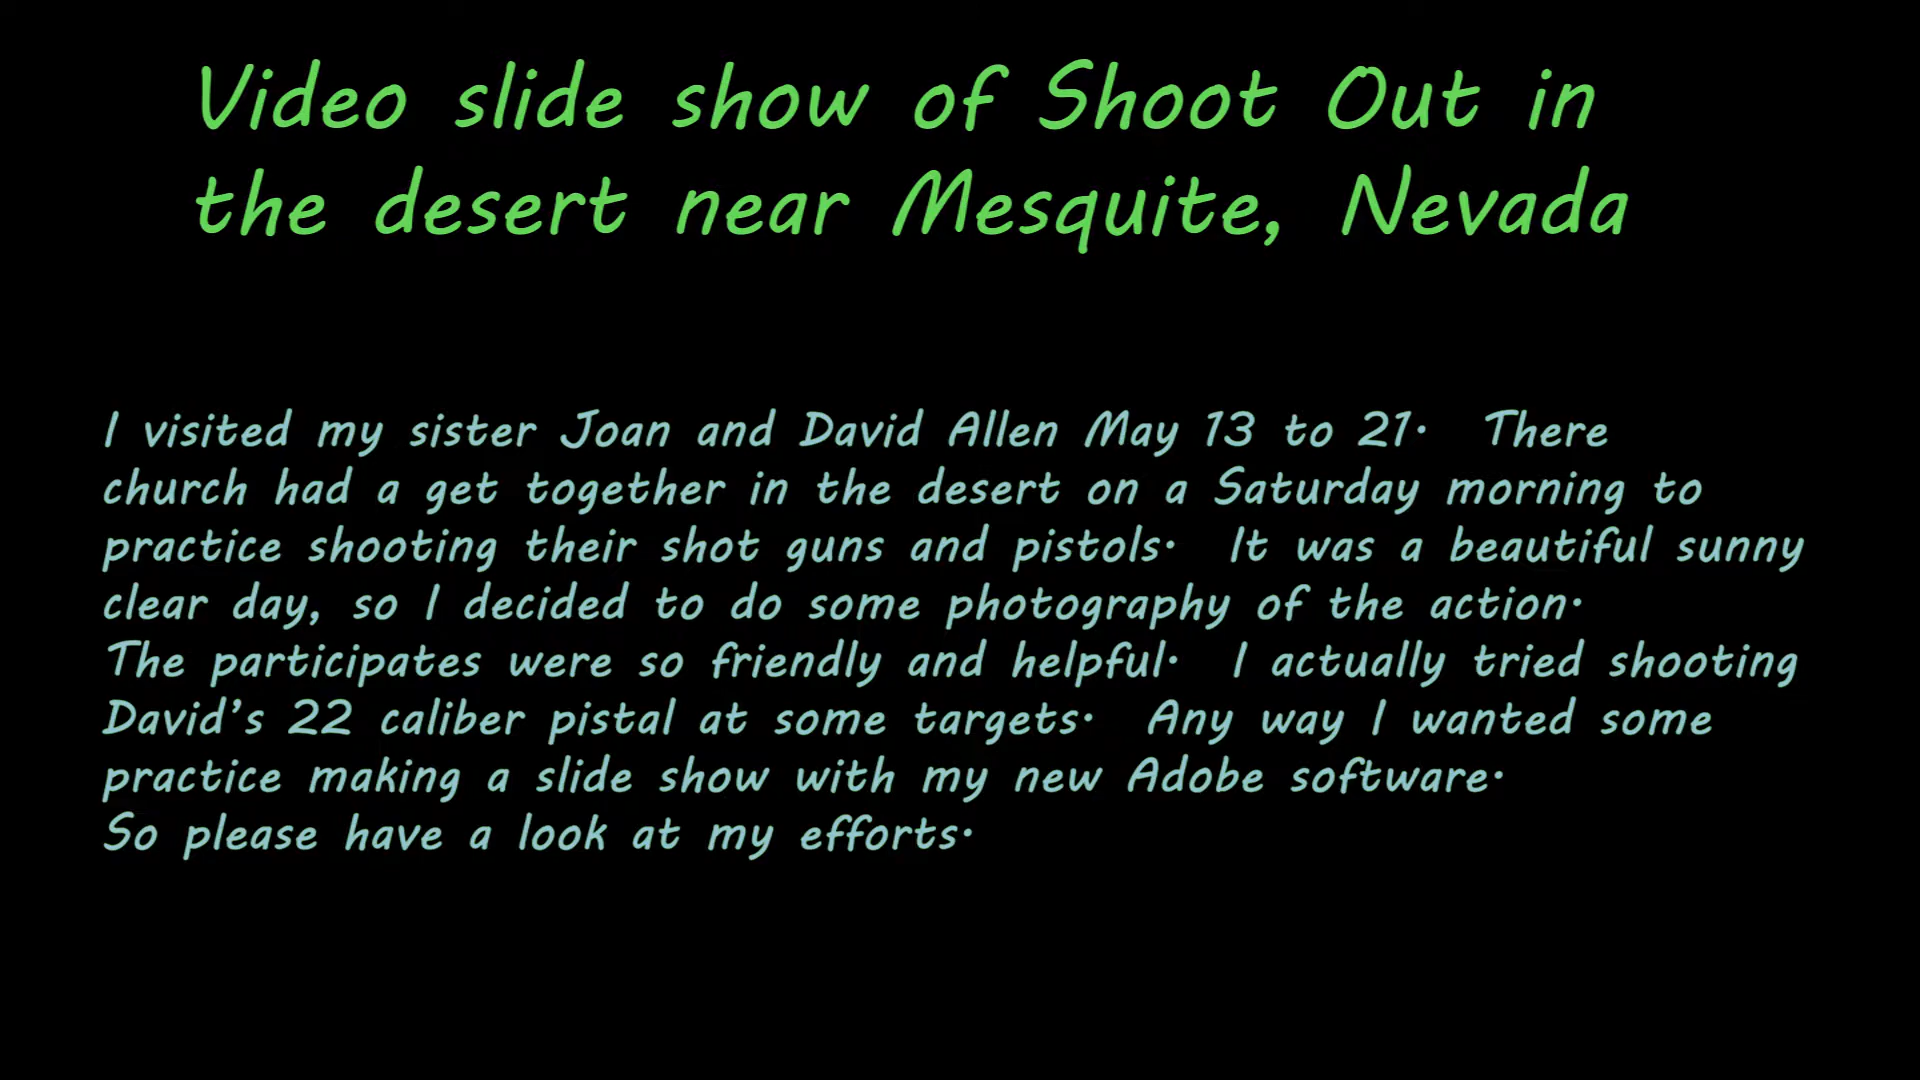 Video slide show of Shoot Out in
the desert near Mesquite, Nevada
I visited my sister Joan and David Allen May 13 to 21. There
church had a get together in the desert on a Saturday morning to
practice shooting their shot guns and pistols. It was a beautiful sunny
clear day, so I decided to do some photography of the action.
The participates were so friendly and helpful. I actually tried shooting
David's 22 caliber pistal at some targets. Any way I wanted some
practice making a slide show with my new Adobe software.
So please have a look at my efforts.